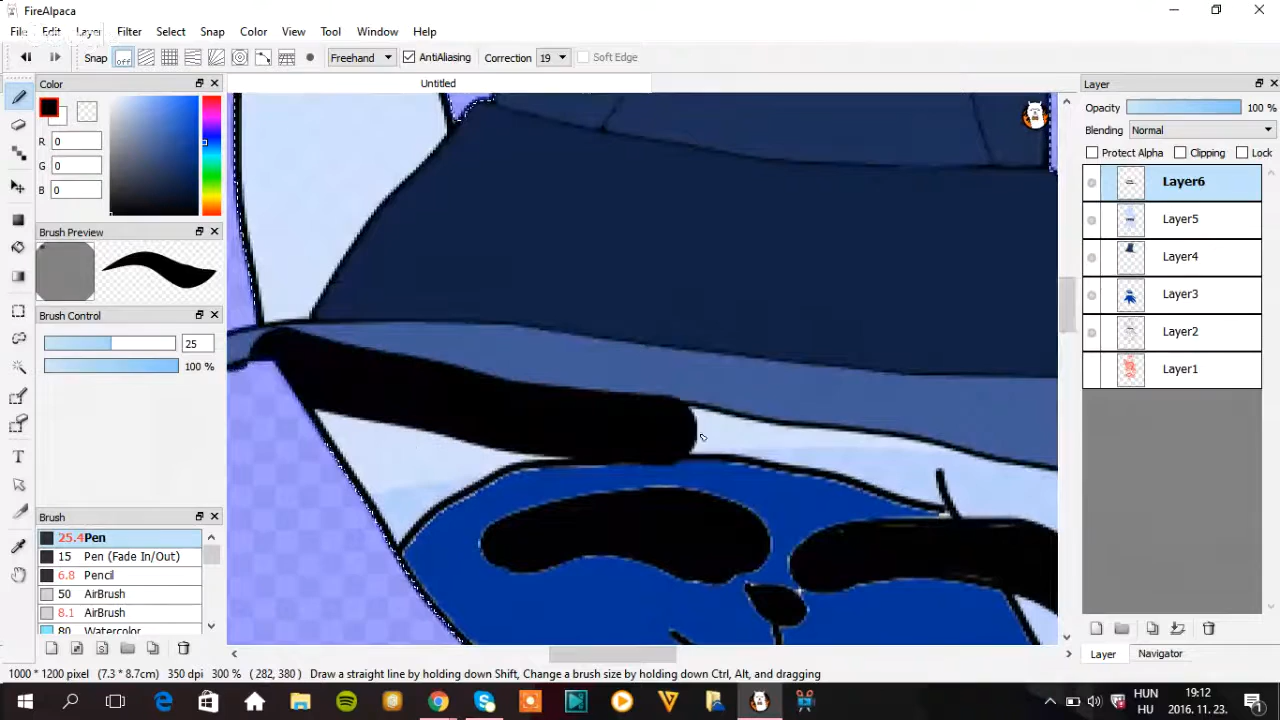 FireAlpaca
File Edit Layer Filter Select Snap Color View Tool Window Help
Snap off Freehand AntiAliasing Correction 19 Soft Edge
Color
Untitled
Layer
R 0
G 0
B 0
Opacity 100 %
Blending Normal
Protect Alpha Clipping Lock
Layer6
Layer5
Layer4
Layer3
Layer2
Layer1
Brush Preview
Brush Control
25
100 %
Brush
25.4 Pen
15 Pen (Fade In/Out)
6.8 Pencil
50 AirBrush
8.1 AirBrush
80 Watercolor
Layer Navigator
1000 * 1200 pixel (7.3 * 8.7cm) 350 dpi 300 % ( 282, 380 ) Draw a straight line by holding down Shift, Change a brush size by holding down Ctrl, Alt, and dragging
HUN
HU
19:12
2016. 11. 23.
1